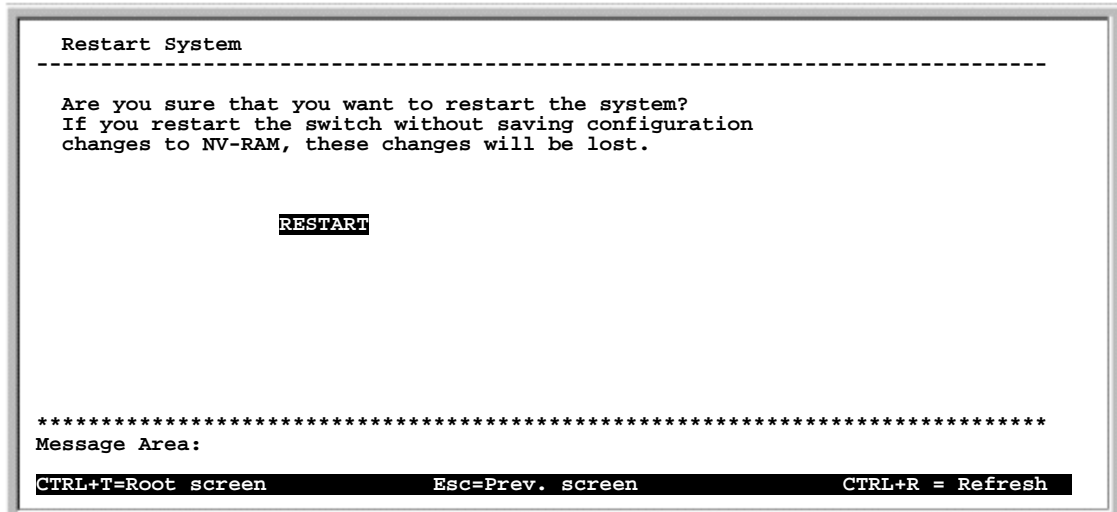 Restart System
--------------------------------------------------------------------------------
Are you sure that you want to restart the system?
If you restart the switch without saving configuration
changes to NV-RAM, these changes will be lost.
RESTART
********************************************************************************
Message Area:
CTRL+T=Root screen Esc=Prev. screen CTRL+R = Refresh